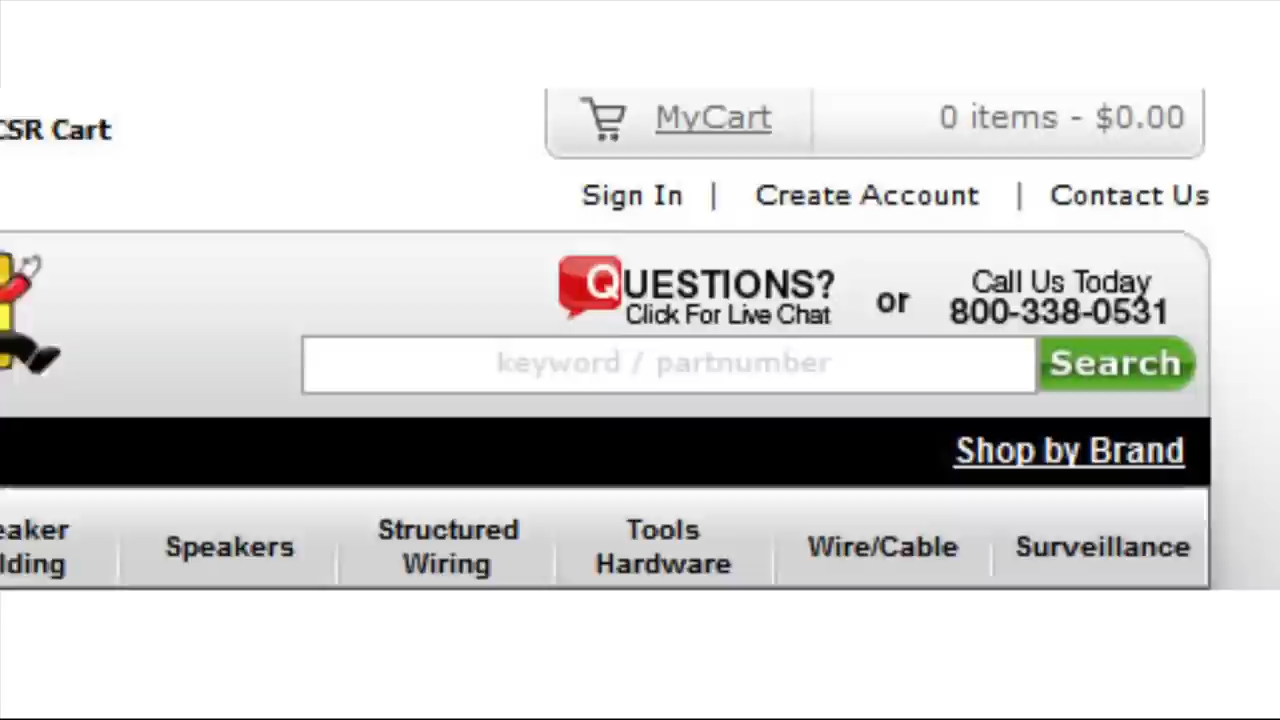 CSR Cart
MyCart
0 items - $0.00
Sign In | Create Account | Contact Us
QUESTIONS?
Click For Live Chat
or
Call Us Today
800-338-0531
keyword / partnumber
Search
Shop by Brand
eaker
lding
Speakers
Structured
Wiring
Tools
Hardware
Wire/Cable
Surveillance